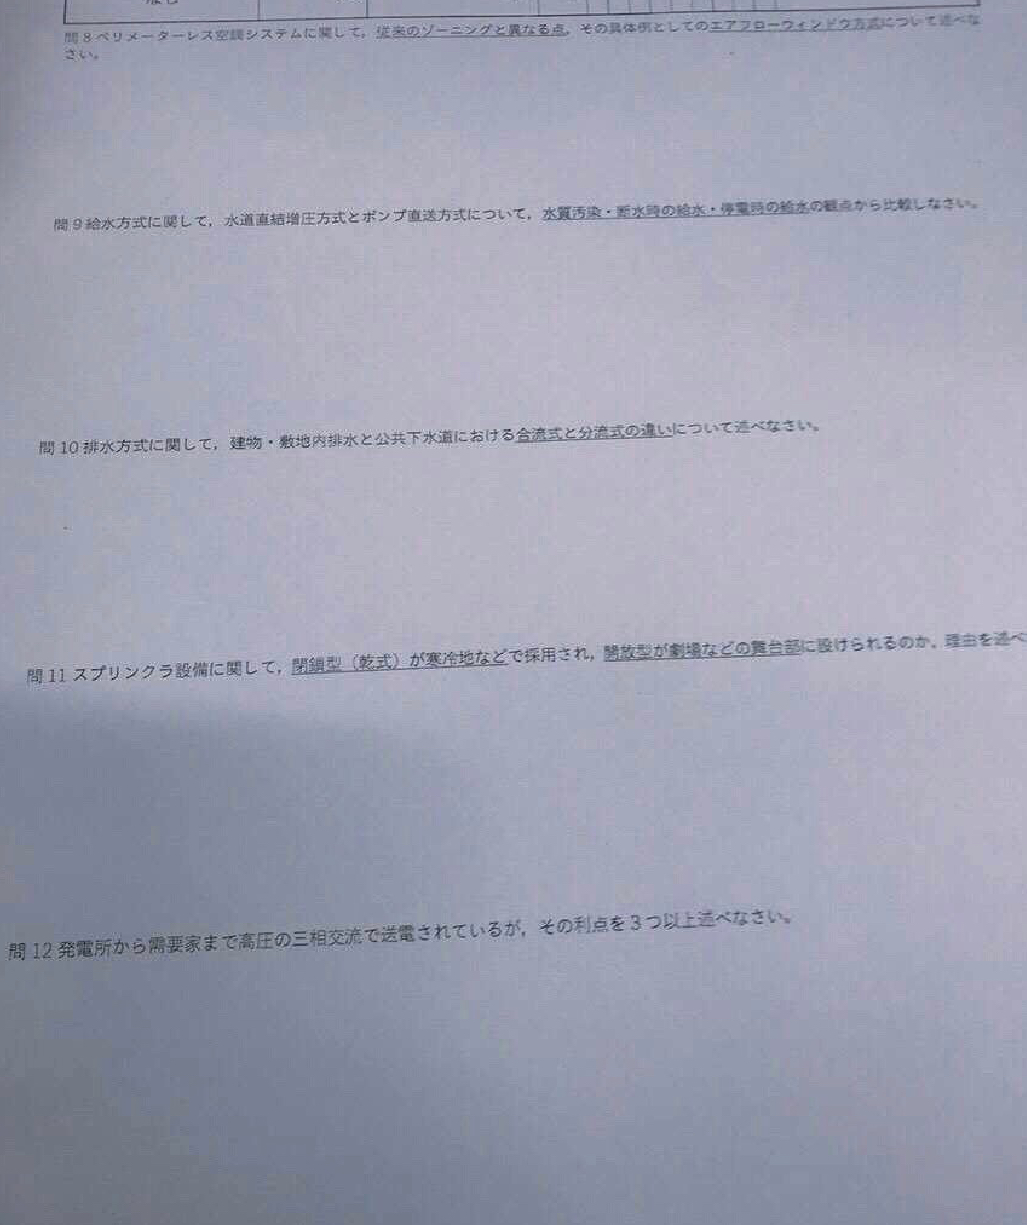 問8ペリメーターレス空調システムに関して，従来のゾーニングと異なる点，その具体例としてのエアフローウィンドウ方式について述べな
さい。
問9給水方式に関して，水道直結増圧方式とポンプ直送方式について，水質汚染・断水時の給水・停電時の給水の観点から比較しなさい。
問10排水方式に関して，建物・敷地内排水と公共下水道における合流式と分流式の違いについて述べなさい。
問11スプリンクラ設備に関して，閉鎖型（乾式）が寒冷地などで採用され，開放型が劇場などの舞台部に設けられるのか，理由を述べ
問12発電所から需要家まで高圧の三相交流で送電されているが，その利点を3つ以上述べなさい。